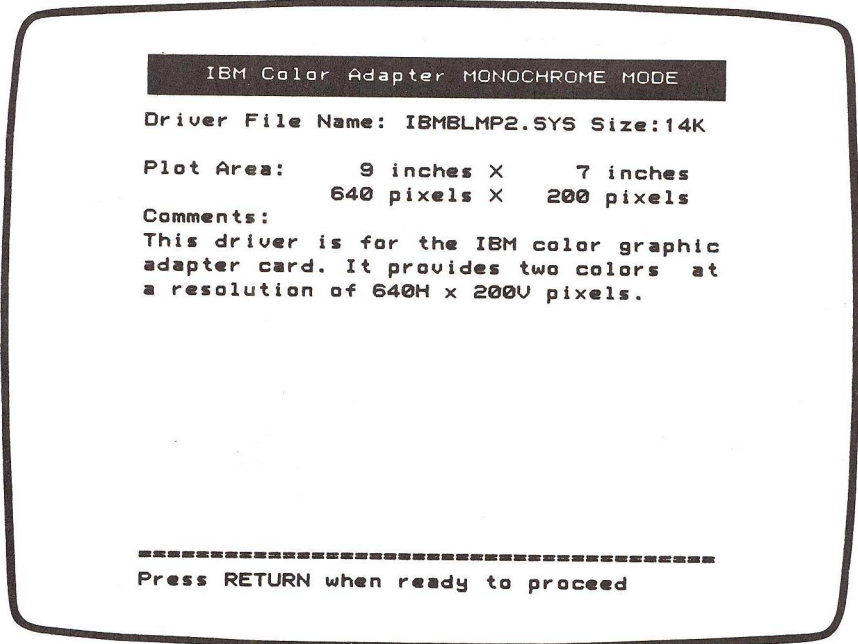 IBM Color Adapter MONOCHROME MODE
Driver File Name: IBMBLMP2.SYS Size:14K
Plot Area: 9 inches X 7 inches
640 pixels X 200 pixels
Comments:
This driver is for the IBM color graphic
adapter card. It provides two colors at
a resolution of 640H x 200V pixels.
========================================
Press RETURN when ready to proceed